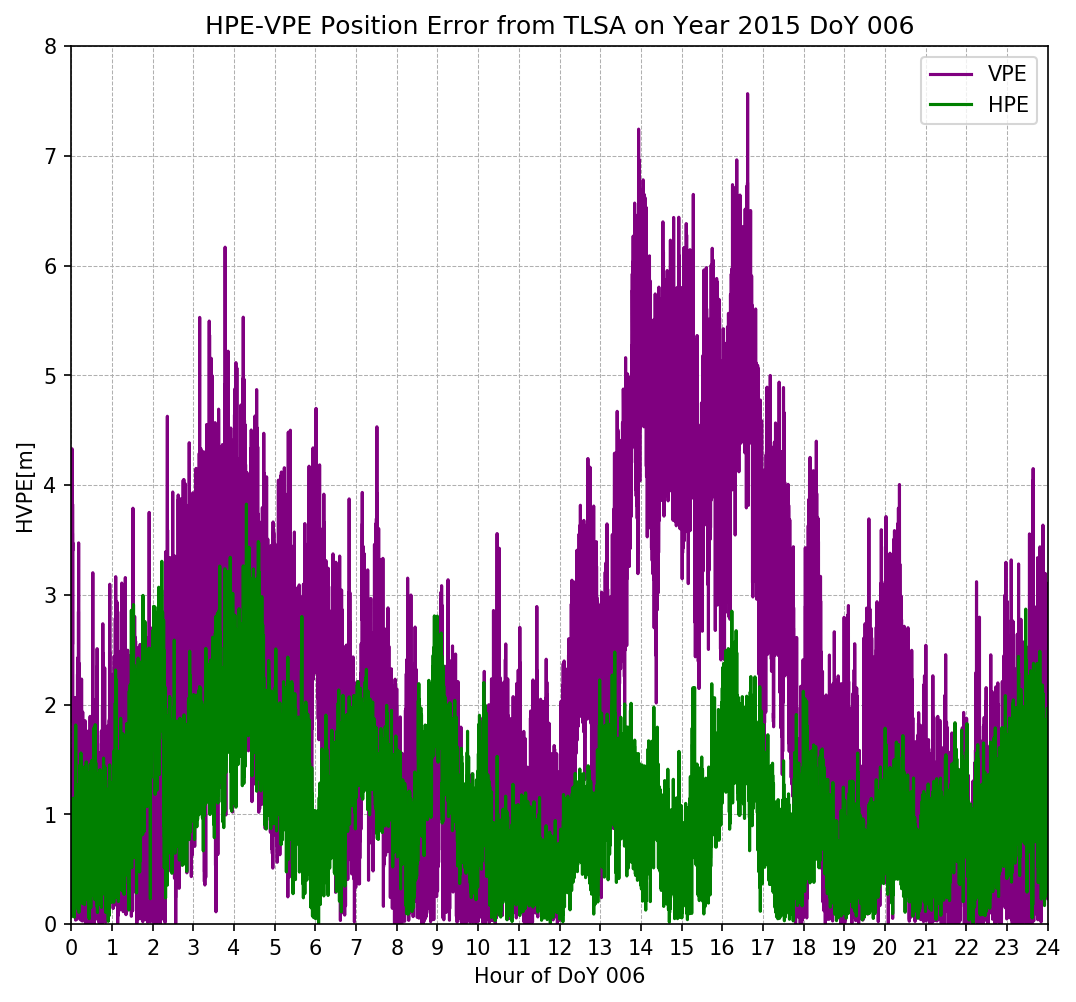 HPE-VPE Position Error from TLSA on Year 2015 DoY 006
VPE
HPE
HVPE[m]
8
7
6
5
4
3
2
1
0
0 1 2 3 4 5 6 7 8 9 10 11 12 13 14 15 16 17 18 19 20 21 22 23 24
Hour of DoY 006